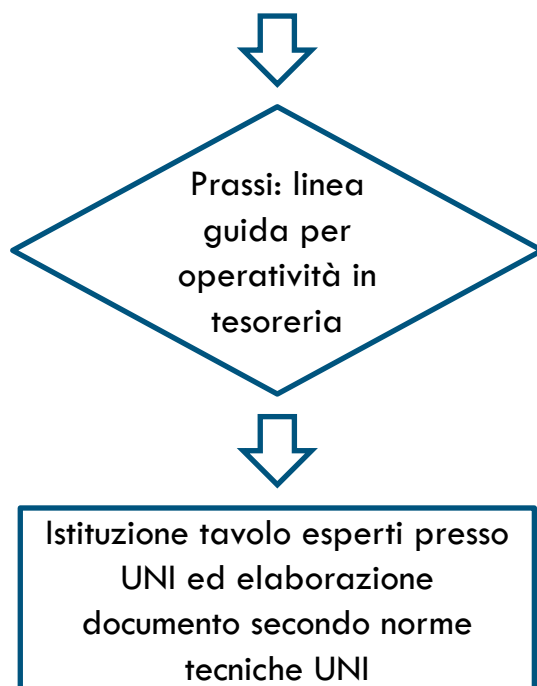 Prassi: linea
guida per
operatività in
tesoreria
Istituzione tavolo esperti presso
UNI ed elaborazione
documento secondo norme
tecniche UNI